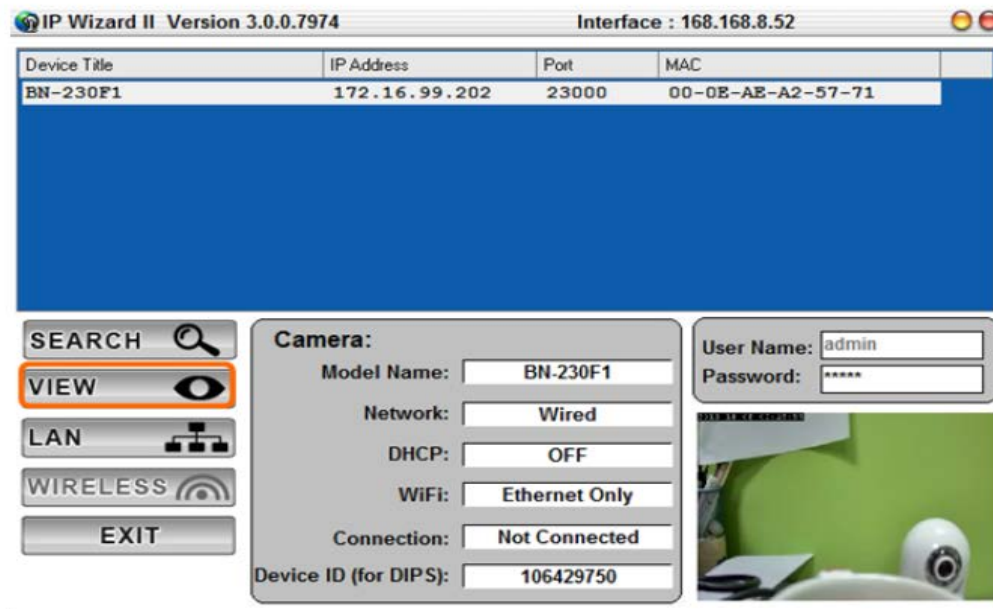 IP Wizard II Version 3.0.0.7974 Interface : 168.168.8.52
Device Title IP Address Port MAC
BN-230F1 172.16.99.202 23000 00-0E-AE-A2-57-71
SEARCH
VIEW
LAN
WIRELESS
EXIT
Camera:
Model Name: BN-230F1
Network: Wired
DHCP: OFF
WiFi: Ethernet Only
Connection: Not Connected
Device ID (for DIPS): 106429750
User Name: admin
Password: *****